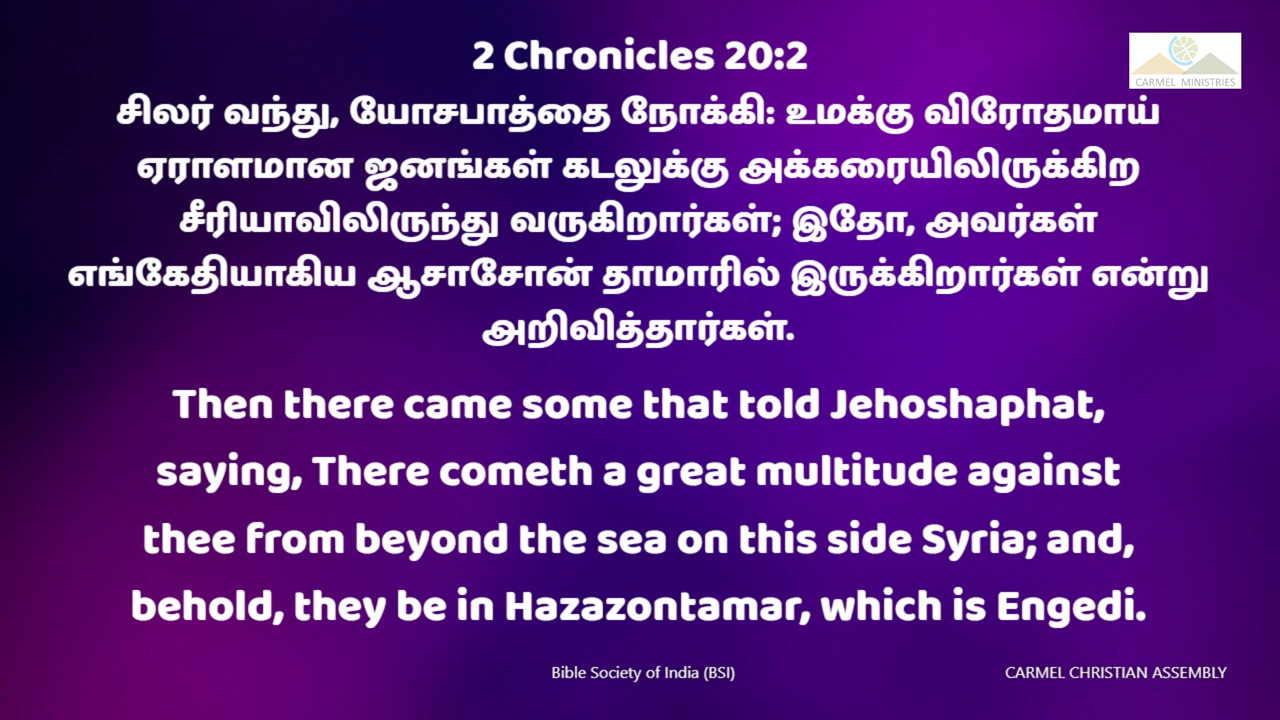 2 Chronicles 20:2
CARMEL MINISTRIES
சிலர் வந்து, யோசபாத்தை நோக்கி: உமக்கு விரோதமாய்
ஏராளமான ஜனங்கள் கடலுக்கு அக்கரையிலிருக்கிற
சீரியாவிலிருந்து வருகிறார்கள்; இதோ, அவர்கள்
எங்கேதியாகிய ஆசாசோன் தாமாரில் இருக்கிறார்கள் என்று
அறிவித்தார்கள்.
Then there came some that told Jehoshaphat,
saying, There cometh a great multitude against
thee from beyond the sea on this side Syria; and,
behold, they be in Hazazontamar, which is Engedi.
Bible Society of India (BSI)
CARMEL CHRISTIAN ASSEMBLY